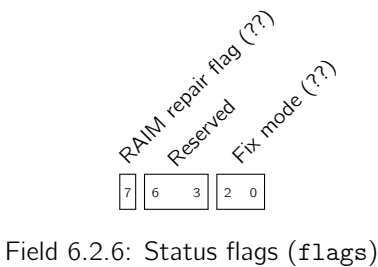 RAIM repair flag (??)
Reserved
Fix mode (??)
7 6 3 2 0
Field 6.2.6: Status flags (flags)